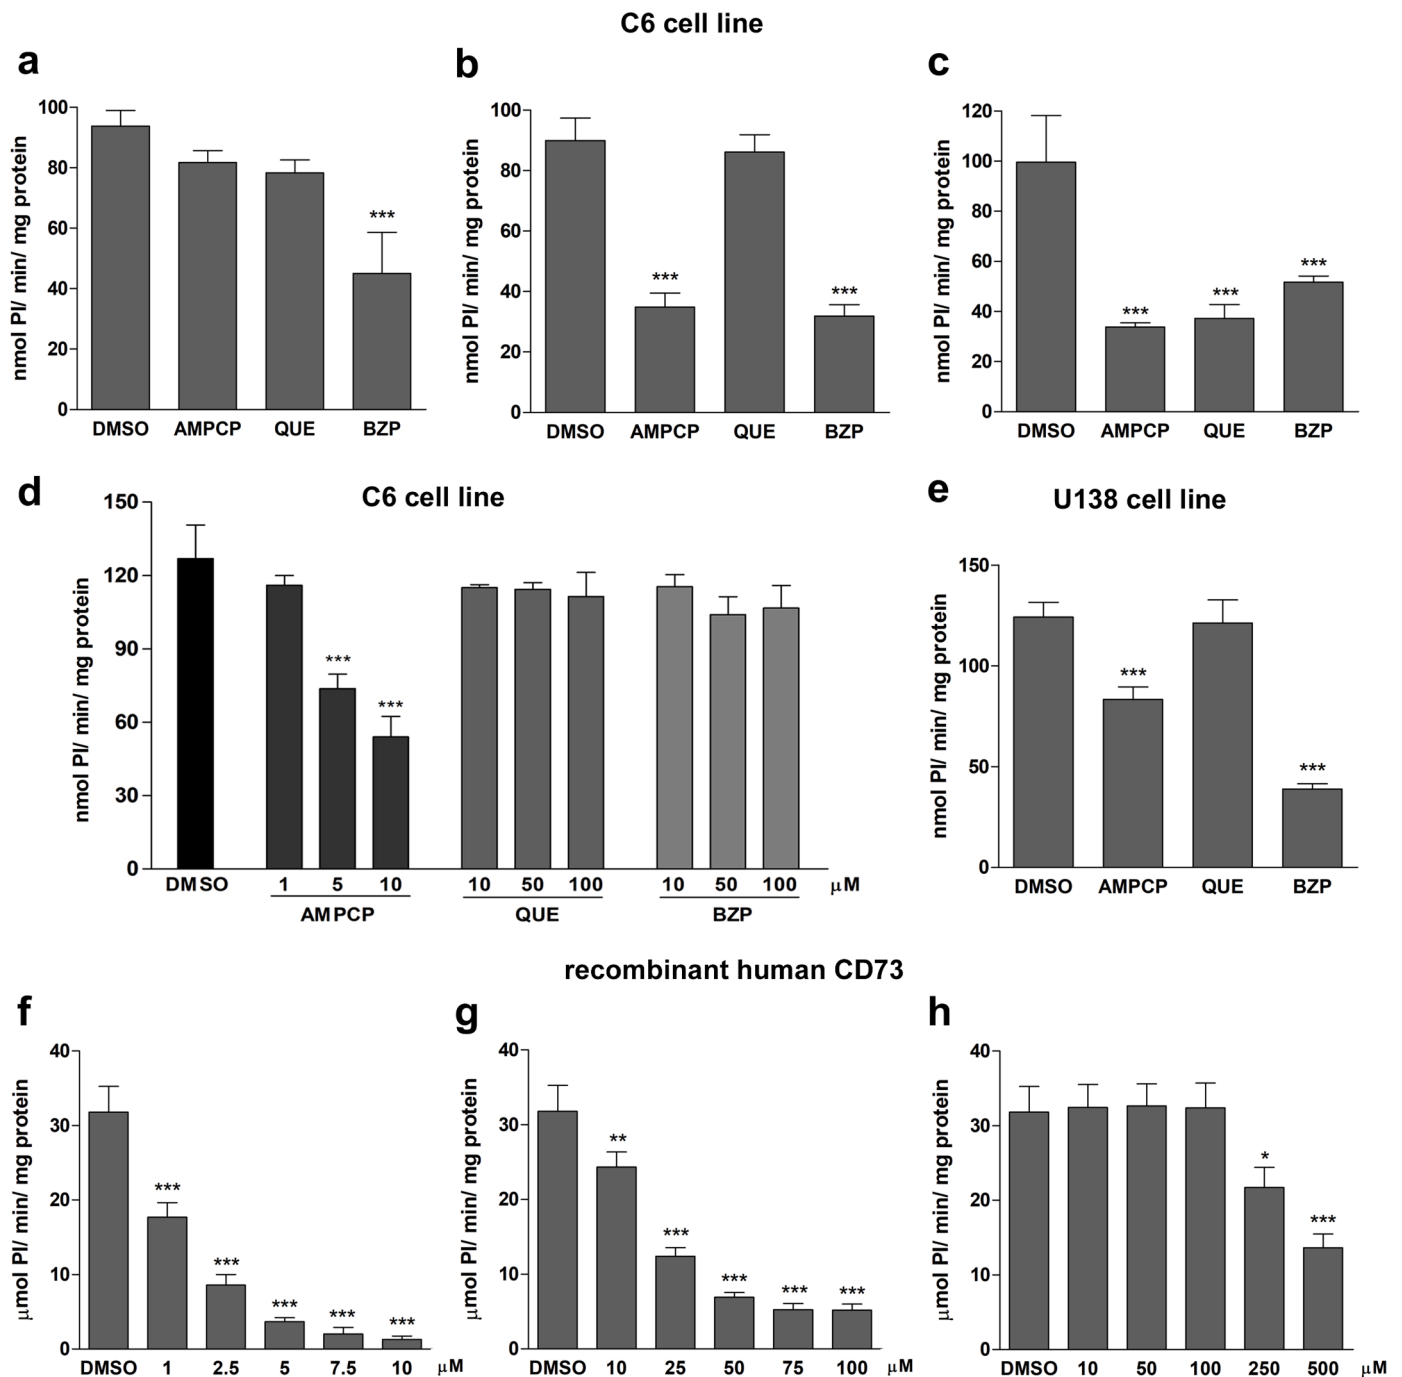 C6 cell line
a
b
c
100
80
60
40
20
0
nmol PI/ min/ mg protein
***
DMSO AMPCP QUE BZP
100
80
60
40
20
0
nmol PI/ min/ mg protein
***
***
DMSO AMPCP QUE BZP
120
100
80
60
40
20
0
nmol PI/ min/ mg protein
***
***
***
DMSO AMPCP QUE BZP
d
C6 cell line
150
120
90
60
30
0
nmol PI/ min/ mg protein
***
***
DMSO 1 5 10 10 50 100 10 50 100 μM
AMPCP QUE BZP
e
U138 cell line
150
100
50
0
nmol PI/ min/ mg protein
***
***
DMSO AMPCP QUE BZP
recombinant human CD73
f
40
30
20
10
0
μmol PI/ min/ mg protein
***
***
***
***
***
DMSO 1 2.5 5 7.5 10 μM
g
40
30
20
10
0
μmol PI/ min/ mg protein
**
***
***
***
***
DMSO 10 25 50 75 100 μM
h
40
30
20
10
0
μmol PI/ min/ mg protein
*
***
DMSO 10 50 100 250 500 μM